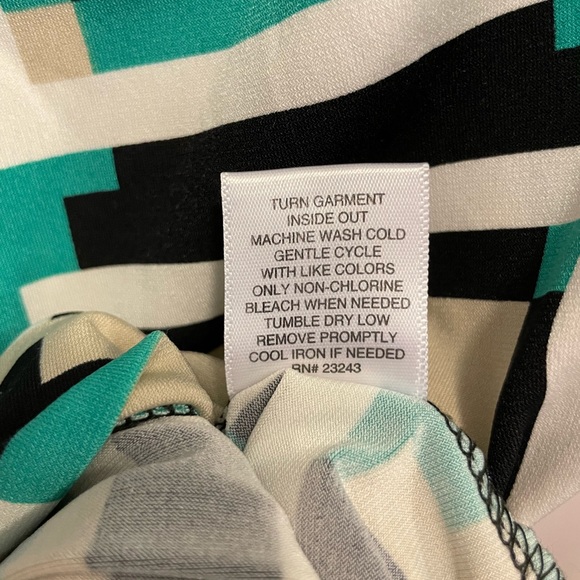 TURN GARMENT
INSIDE OUT
MACHINE WASH COLD
GENTLE CYCLE
WITH LIKE COLORS
ONLY NON-CHLORINE
BLEACH WHEN NEEDED
TUMBLE DRY LOW
REMOVE PROMPTLY
COOL IRON IF NEEDED
RN# 23243